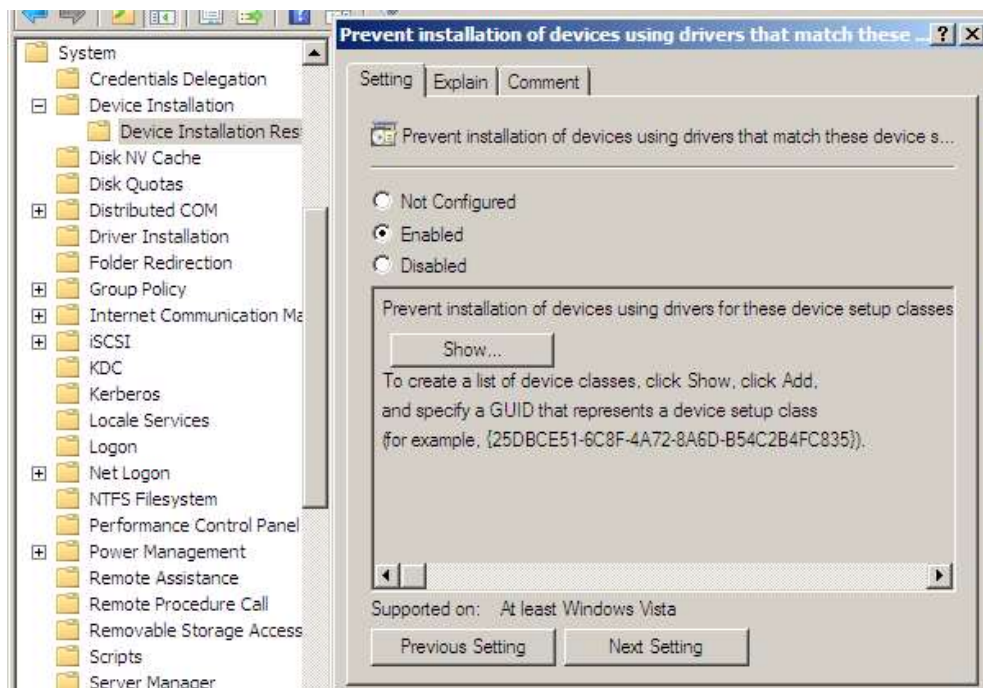 System
Credentials Delegation
Device Installation
Device Installation Res
Disk NV Cache
Disk Quotas
Distributed COM
Driver Installation
Folder Redirection
Group Policy
Internet Communication Ma
iSCSI
KDC
Kerberos
Locale Services
Logon
Net Logon
NTFS Filesystem
Performance Control Panel
Power Management
Remote Assistance
Remote Procedure Call
Removable Storage Access
Scripts
Server Manager
Prevent installation of devices using drivers that match these ...
Setting Explain Comment
Prevent installation of devices using drivers that match these device s...
Not Configured
Enabled
Disabled
Prevent installation of devices using drivers for these device setup classes
Show...
To create a list of device classes, click Show, click Add,
and specify a GUID that represents a device setup class
(for example, {25DBCE51-6C8F-4A72-8A6D-B54C2B4FC835}).
Supported on: At least Windows Vista
Previous Setting Next Setting